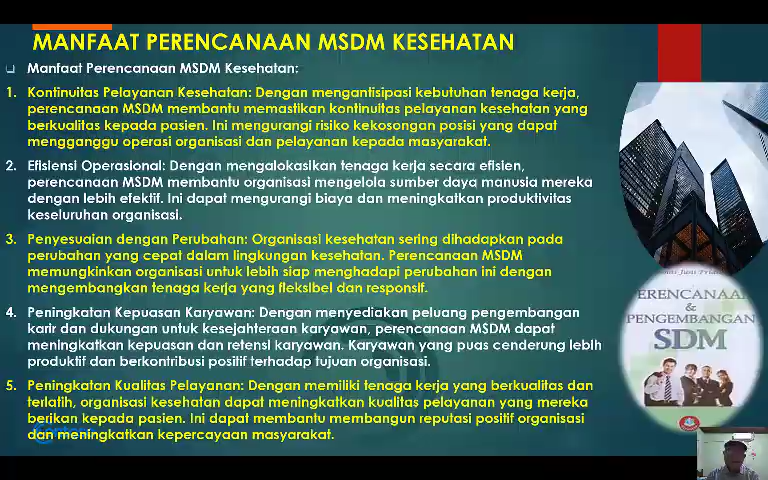 MANFAAT PERENCANAAN MSDM KESEHATAN
Manfaat Perencanaan MSDM Kesehatan:
1. Kontinuitas Pelayanan Kesehatan: Dengan mengantisipasi kebutuhan tenaga kerja,
perencanaan MSDM membantu memastikan kontinuitas pelayanan kesehatan yang
berkualitas kepada pasien. Ini mengurangi risiko kekosongan posisi yang dapat
mengganggu operasi organisasi dan pelayanan kepada masyarakat.
2. Efisiensi Operasional: Dengan mengalokasikan tenaga kerja secara efisien,
perencanaan MSDM membantu organisasi mengelola sumber daya manusia mereka
dengan lebih efektif. Ini dapat mengurangi biaya dan meningkatkan produktivitas
keseluruhan organisasi.
3. Penyesuaian dengan Perubahan: Organisasi kesehatan sering dihadapkan pada
perubahan yang cepat dalam lingkungan kesehatan. Perencanaan MSDM
memungkinkan organisasi untuk lebih siap menghadapi perubahan ini dengan
mengembangkan tenaga kerja yang fleksibel dan responsif.
4. Peningkatan Kepuasan Karyawan: Dengan menyediakan peluang pengembangan
karir dan dukungan untuk kesejahteraan karyawan, perencanaan MSDM dapat
meningkatkan kepuasan dan retensi karyawan. Karyawan yang puas cenderung lebih
produktif dan berkontribusi positif terhadap tujuan organisasi.
5. Peningkatan Kualitas Pelayanan: Dengan memiliki tenaga kerja yang berkualitas dan
terlatih, organisasi kesehatan dapat meningkatkan kualitas pelayanan yang mereka
berikan kepada pasien. Ini dapat membantu membangun reputasi positif organisasi
dan meningkatkan kepercayaan masyarakat.
ERENCANAA
&
PENGEMBANGAN
SDM